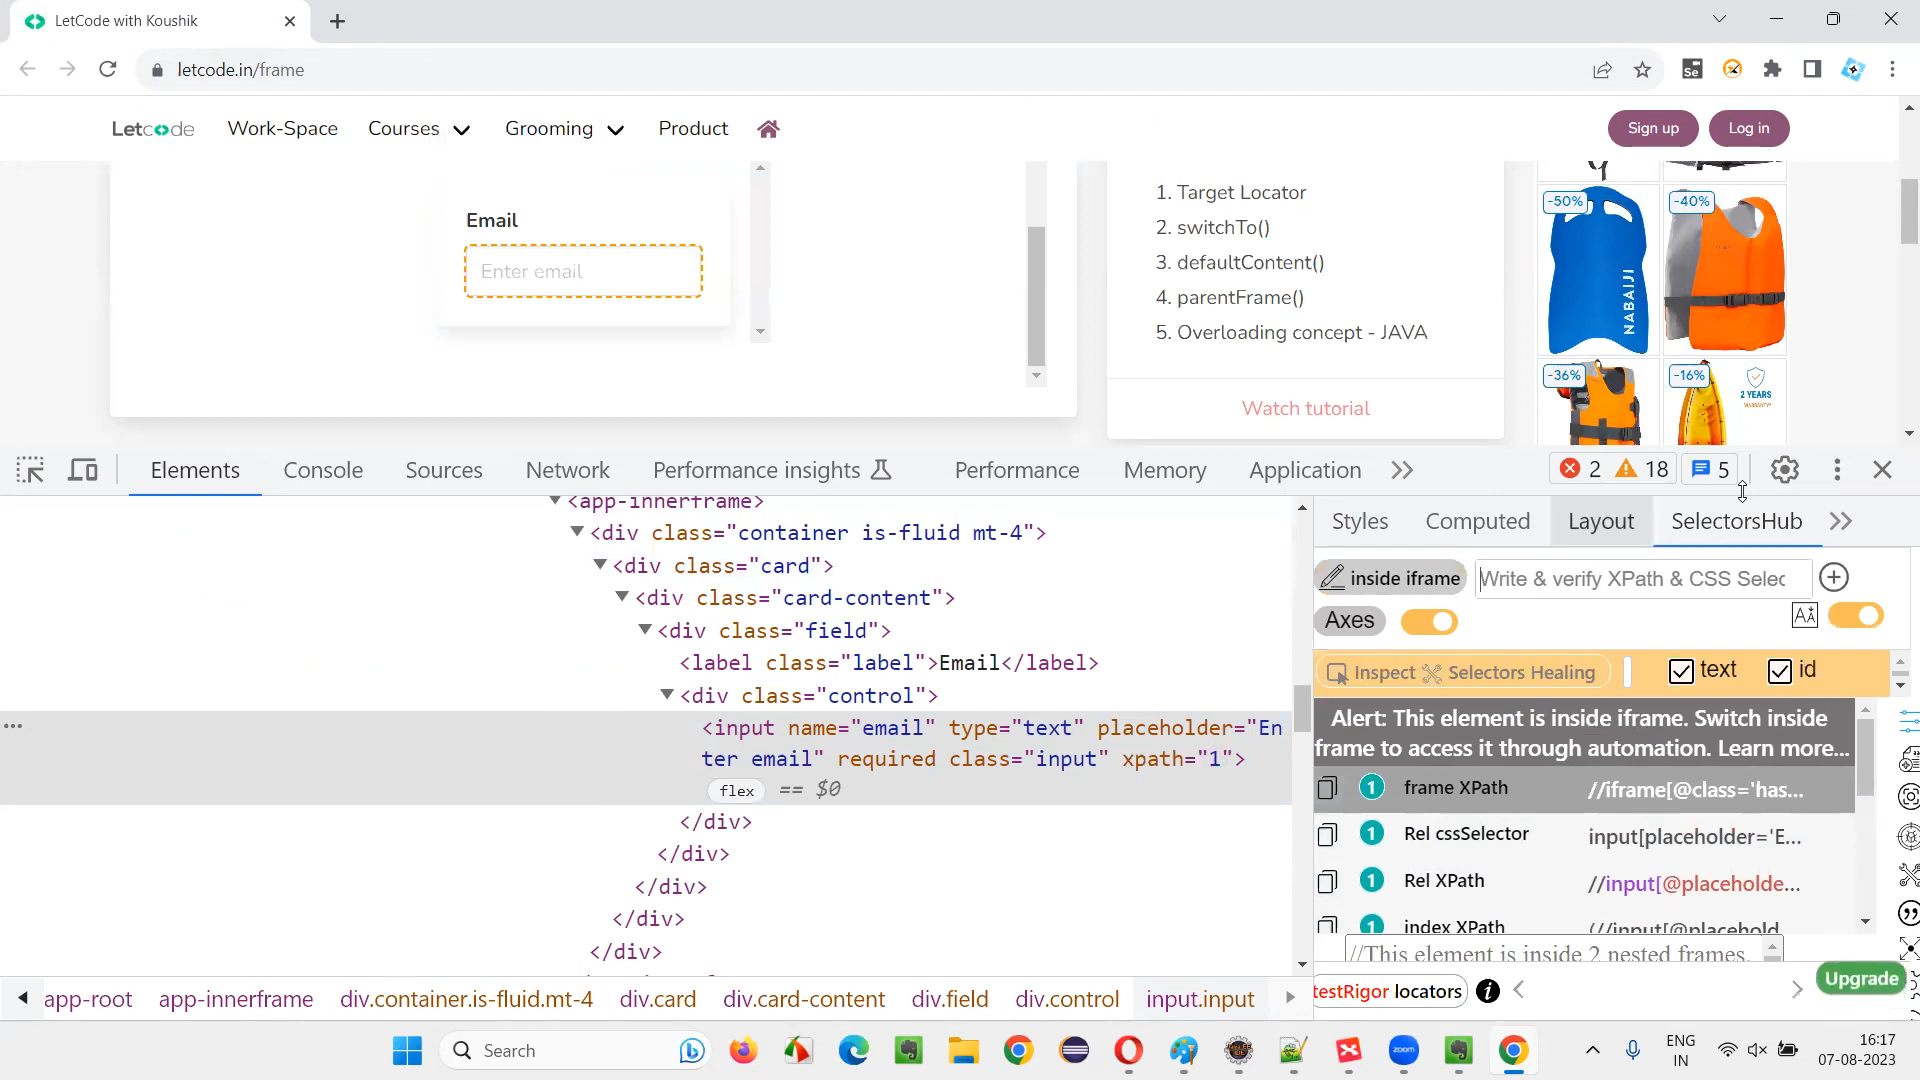 LetCode with Koushik
letcode.in/frame
Letcode Work-Space Courses Grooming Product
Sign up Log in
Email
Enter email
1. Target Locator
2. switchTo()
3. defaultContent()
4. parentFrame()
5. Overloading concept - JAVA
Watch tutorial
-50% -40%
NABAIJI
-36% -16%
2 YEARS
WARRANTY*
Elements Console Sources Network Performance insights Performance Memory Application 2 18 5
<app-innerframe>
<div class="container is-fluid mt-4">
<div class="card">
<div class="card-content">
<div class="field">
<label class="label">Email</label>
<div class="control">
<input name="email" type="text" placeholder="En
ter email" required class="input" xpath="1">
flex == $0
</div>
</div>
</div>
</div>
</div>
Styles Computed Layout SelectorsHub
inside iframe Write & verify XPath & CSS Selec
Axes
Inspect Selectors Healing text id
Alert: This element is inside iframe. Switch inside
frame to access it through automation. Learn more...
1 frame XPath //iframe[@class='has...
1 Rel cssSelector input[placeholder='E...
1 Rel XPath //input[@placeholde...
1 index XPath (//input[@placehold
//This element is inside 2 nested frames.
testRigor locators Upgrade
app-root app-innerframe div.container.is-fluid.mt-4 div.card div.card-content div.field div.control input.input
Search
zoom
ENG
IN
16:17
07-08-2023